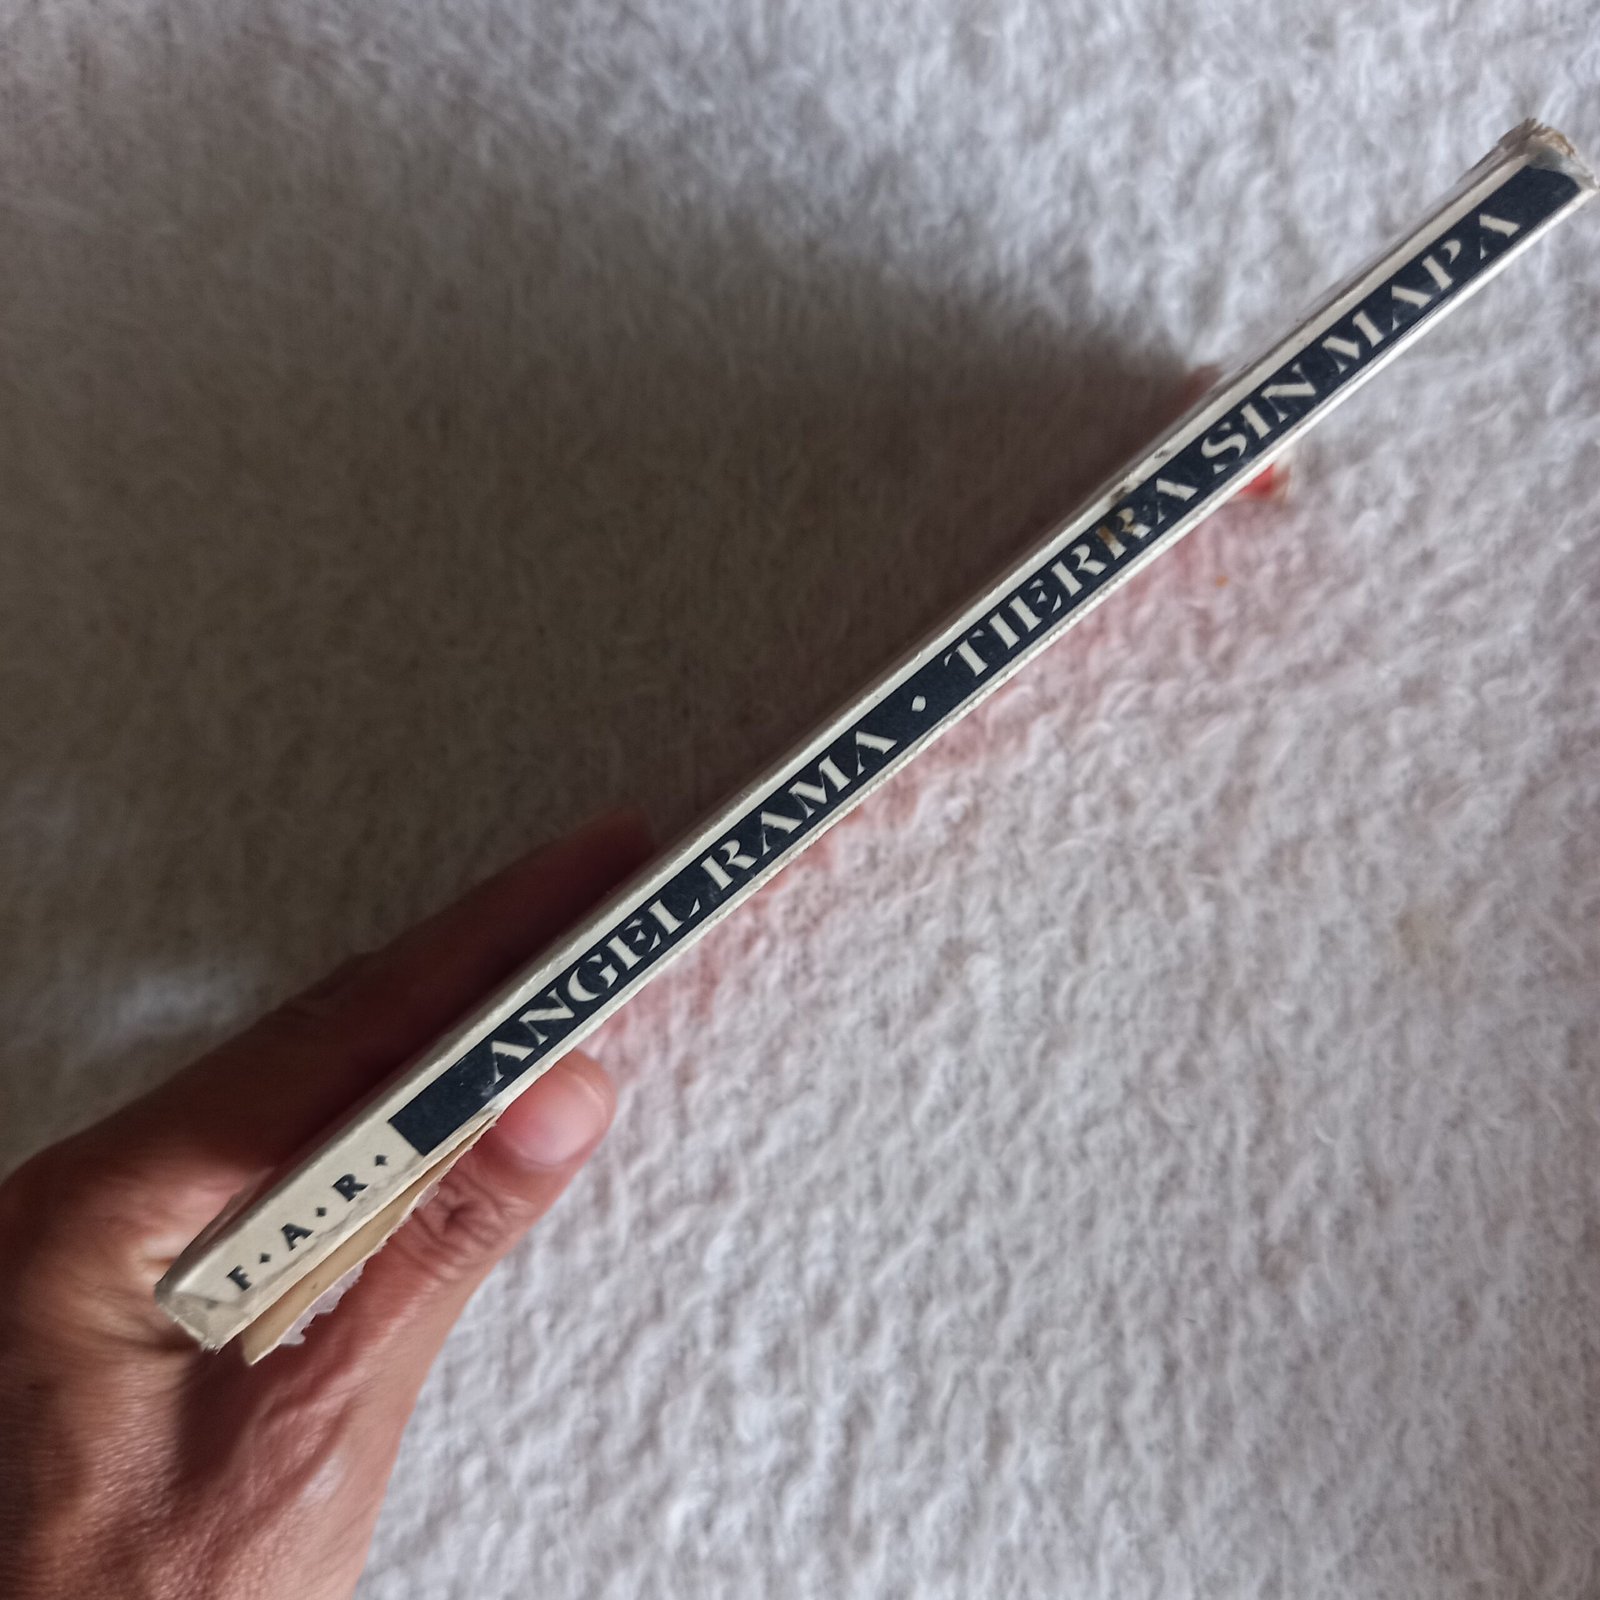 F · A · R ·
ANGEL RAMA · TIERRA SIN MAPA